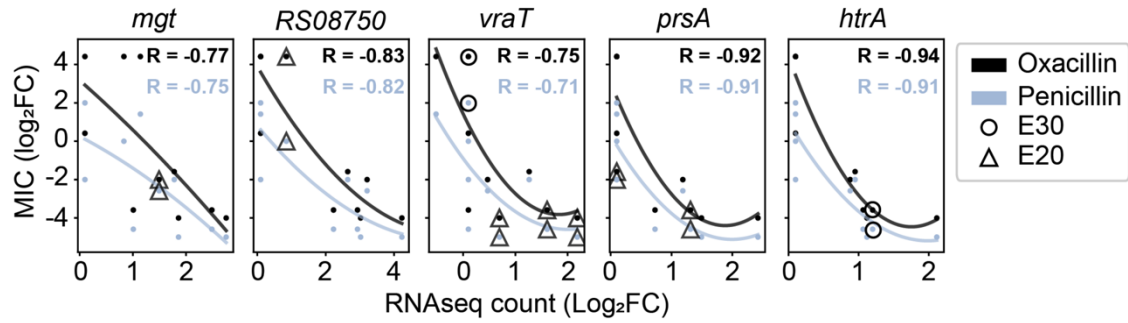 mgt RS08750 vraT prsA htrA
R = -0.77 R = -0.83 R = -0.75 R = -0.92 R = -0.94
R = -0.75 R = -0.82 R = -0.71 R = -0.91 R = -0.91
MIC (log₂FC)
4
2
0
-2
-4
0 1 2 0 2 4 0 1 2 0 1 2 0 1 2
RNAseq count (Log₂FC)
Oxacillin
Penicillin
E30
E20